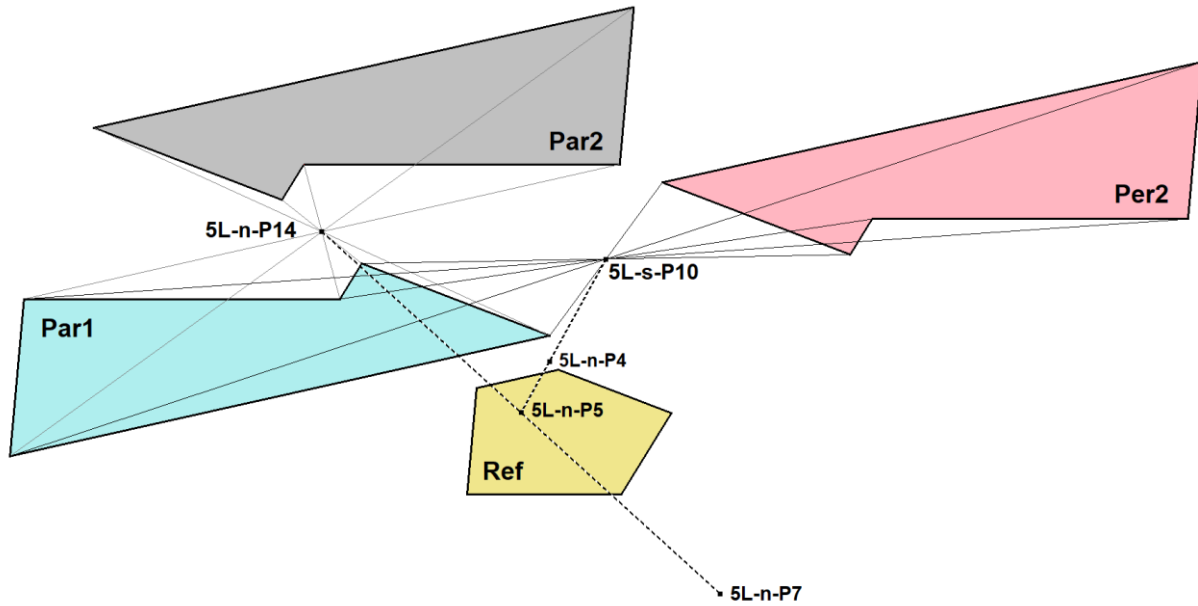 Par2
Per2
5L-n-P14
5L-s-P10
Par1
5L-n-P4
5L-n-P5
Ref
5L-n-P7